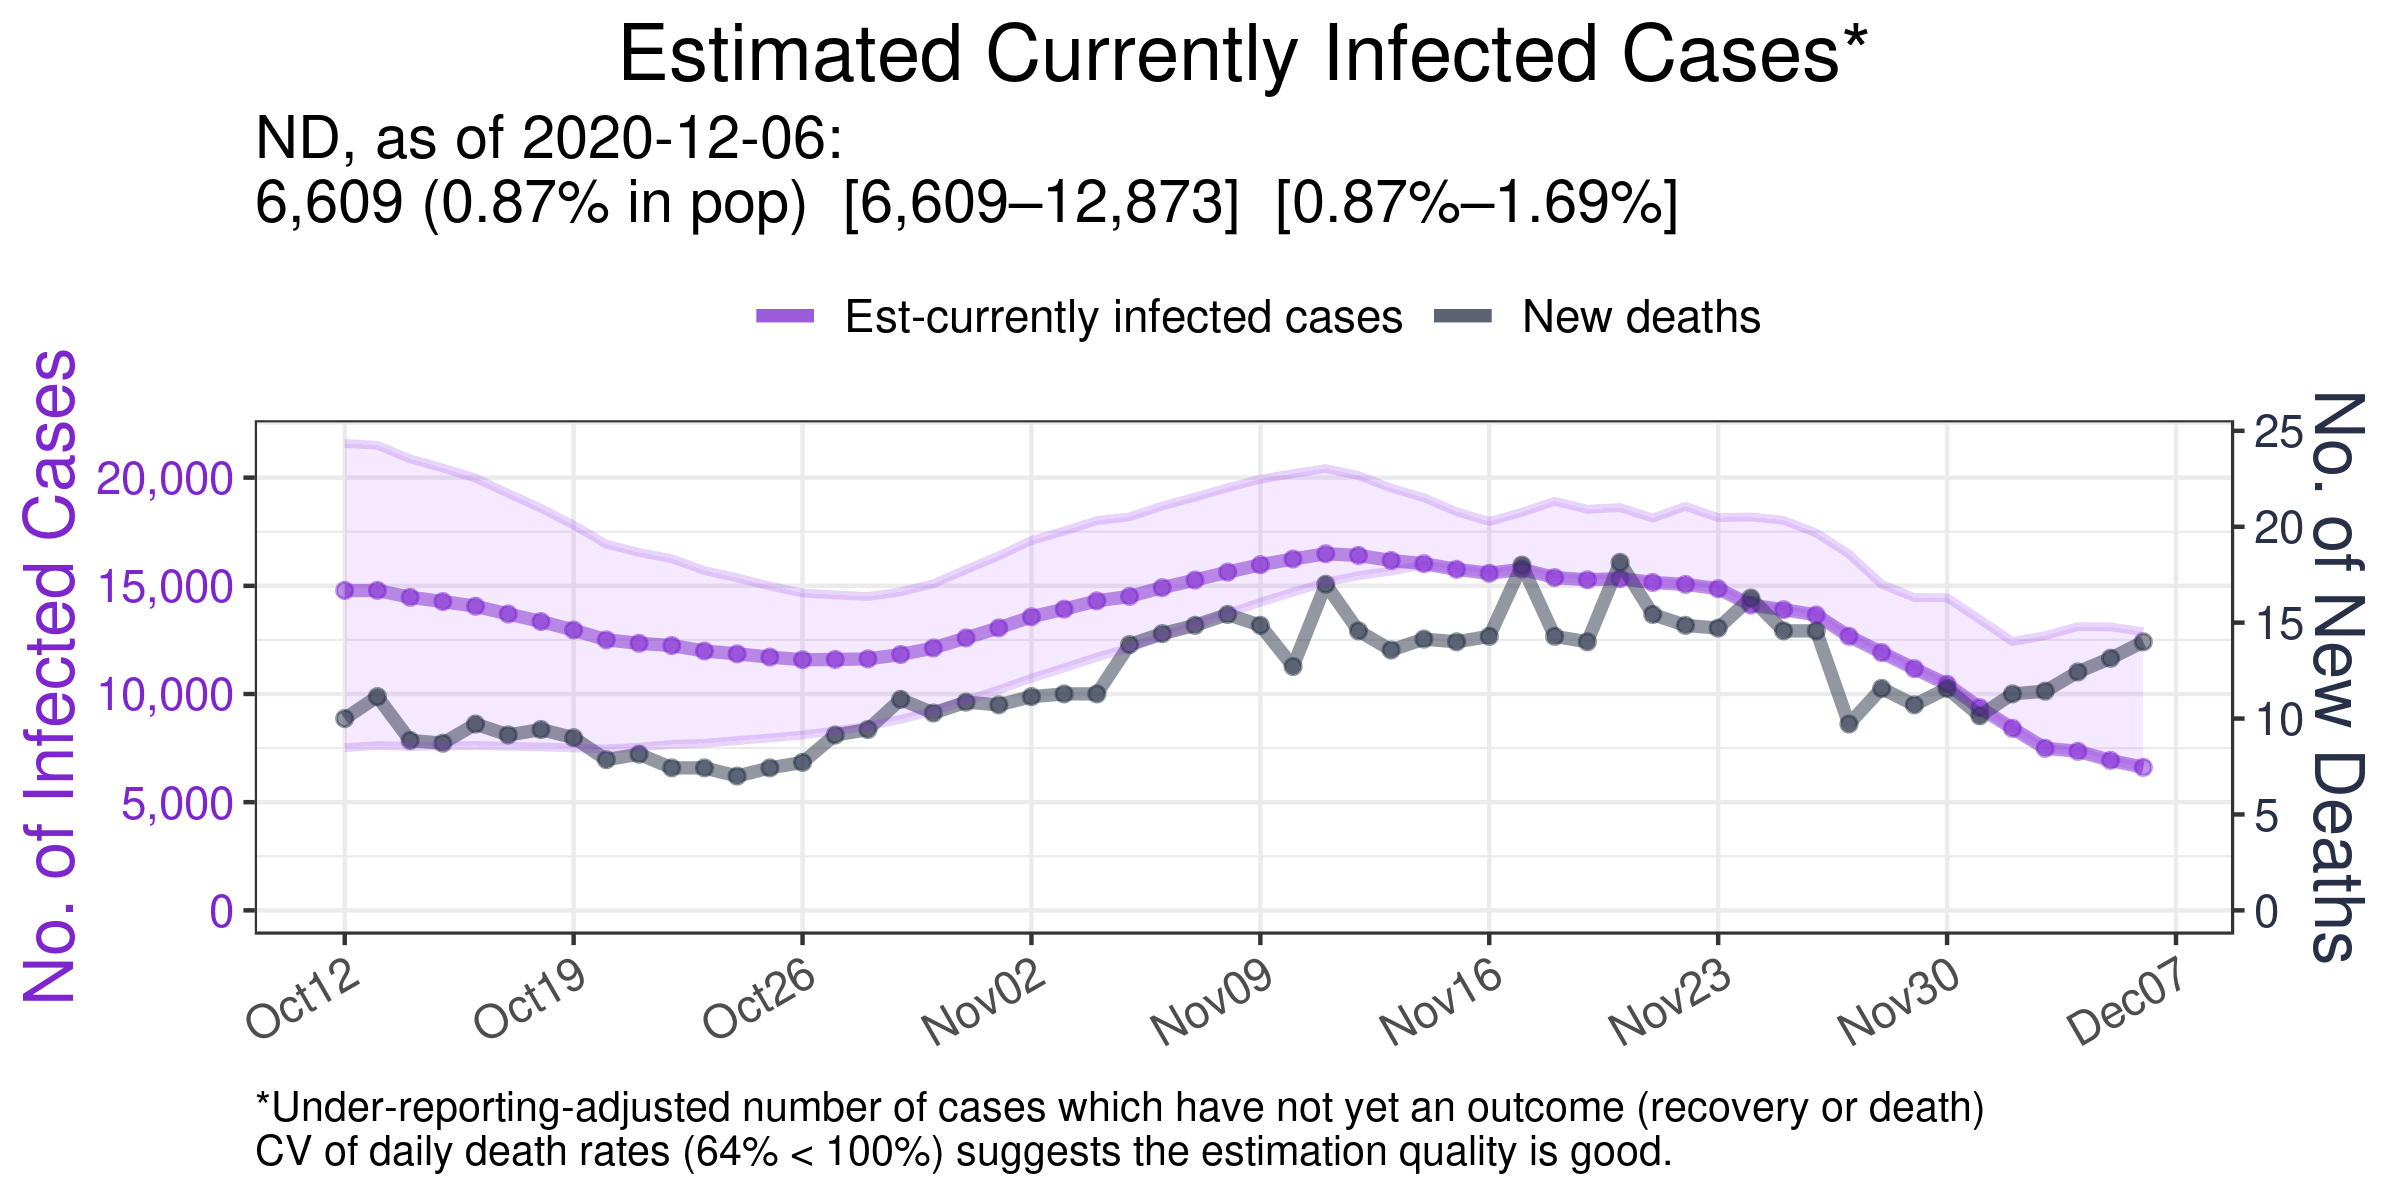 Estimated Currently Infected Cases*
ND, as of 2020-12-06:
6,609 (0.87% in pop)  [6,609–12,873]  [0.87%–1.69%]
Est-currently infected cases
New deaths
No. of Infected Cases
20,000
15,000
10,000
5,000
0
25
20
15
10
5
0
No. of New Deaths
Oct12
Oct19
Oct26
Nov02
Nov09
Nov16
Nov23
Nov30
Dec07
*Under-reporting-adjusted number of cases which have not yet an outcome (recovery or death)
CV of daily death rates (64% < 100%) suggests the estimation quality is good.